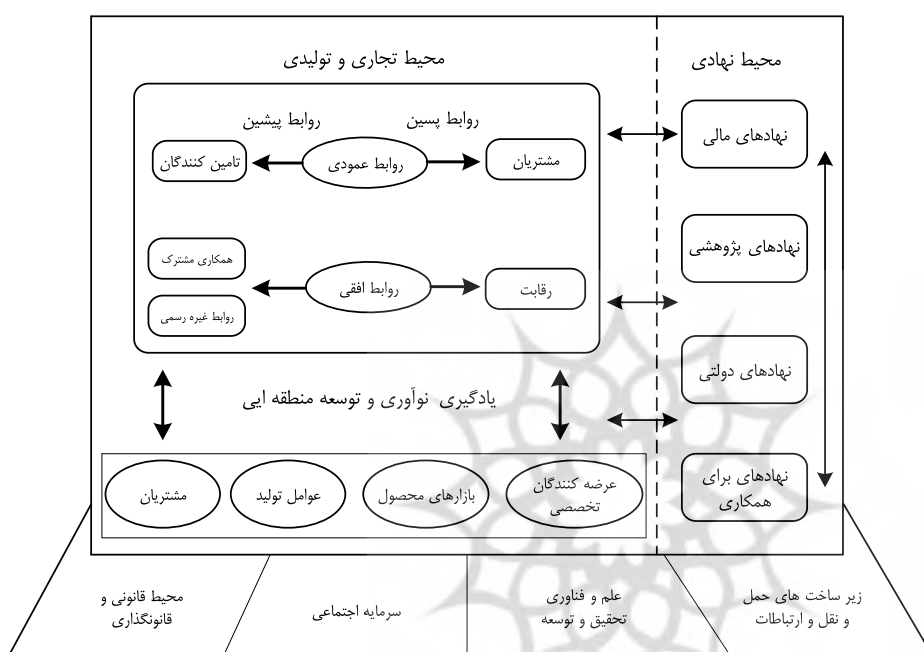 محیط نهادی
محیط تجاری و تولیدی
روابط پسین
روابط پیشین
نهادهای مالی
مشتریان
روابط عمودی
تامین کنندگان
نهادهای پژوهشی
همکاری مشترک
رقابت
روابط افقی
روابط غیره رسمی
نهادهای دولتی
یادگیری نوآوری و توسعه منطقه ایی
نهادهای برای
همکاری
عرضه کنندگان
تخصصی
بازارهای محصول
عوامل تولید
مشتریان
زیر ساخت های حمل
و نقل و ارتباطات
علم و فناوری
تحقیق و توسعه
سرمایه اجتماعی
محیط قانونی و
قانونگذاری